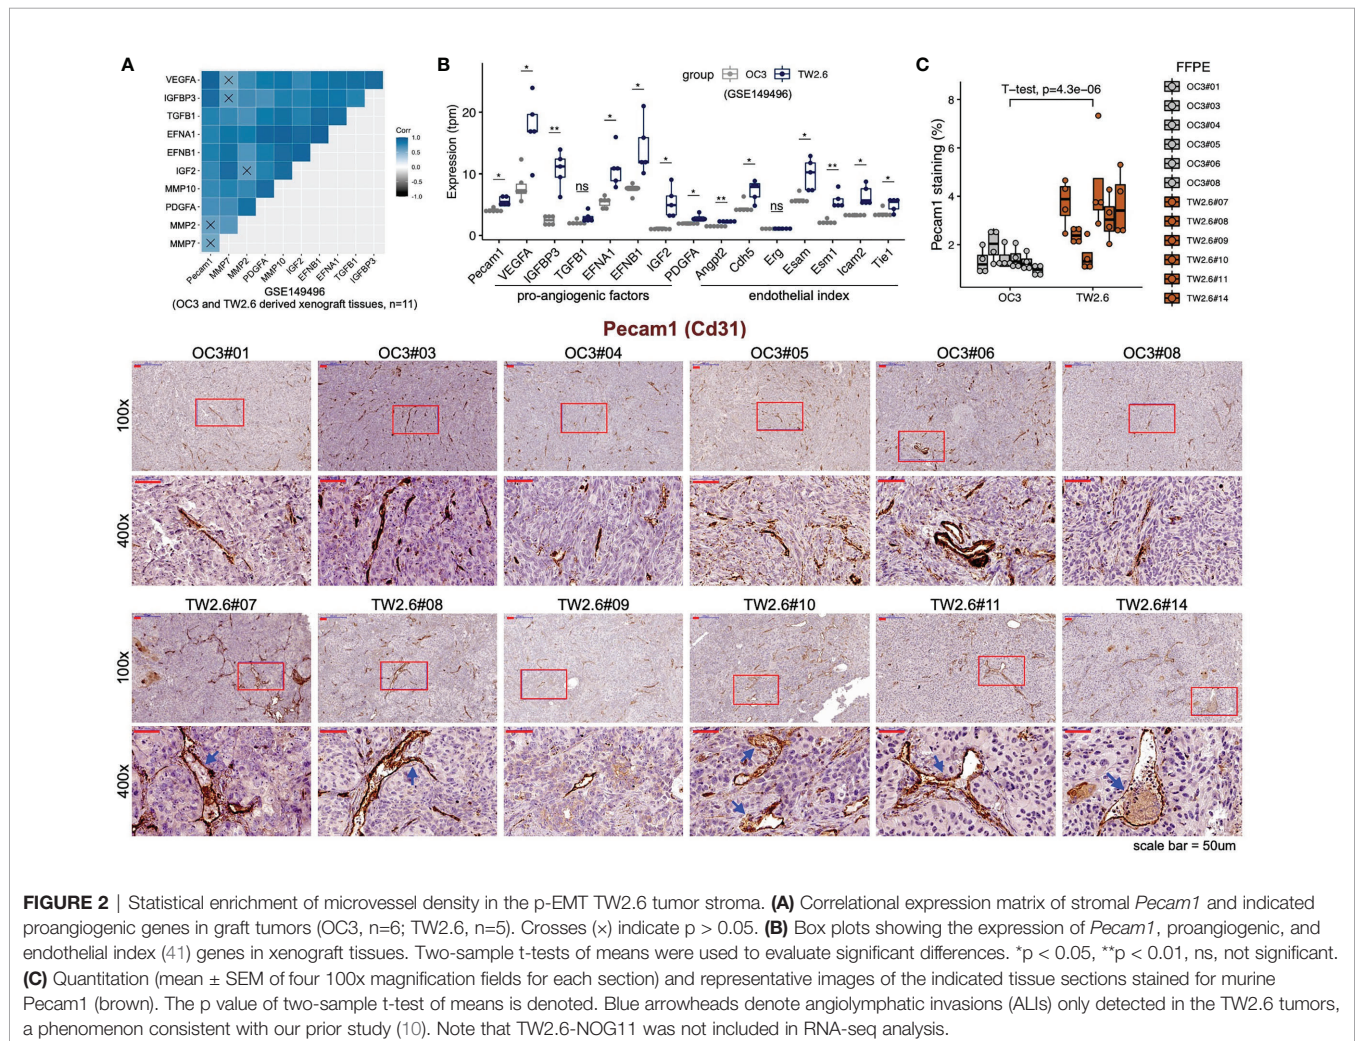 A
VEGFA
IGFBP3
TGFB1
EFNA1
EFNB1
IGF2
MMP10
PDGFA
MMP2
MMP7
Pecam1
MMP7
MMP2
PDGFA
MMP10
IGF2
EFNB1
EFNA1
TGFB1
IGFBP3
Corr
1.0
0.5
0.0
-0.5
-1.0
GSE149496
(OC3 and TW2.6 derived xenograft tissues, n=11)
B
group OC3 TW2.6
(GSE149496)
Expression (tpm)
20
10
0
* * ** ns * * * * ** * ns * ** * *
Pecam1
VEGFA
IGFBP3
TGFB1
EFNA1
EFNB1
IGF2
PDGFA
Angpt2
Cdh5
Erg
Esam
Esm1
Icam2
Tie1
pro-angiogenic factors
endothelial index
C
T-test, p=4.3e-06
Pecam1 staining (%)
8
6
4
2
OC3
TW2.6
FFPE
OC3#01
OC3#03
OC3#04
OC3#05
OC3#06
OC3#08
TW2.6#07
TW2.6#08
TW2.6#09
TW2.6#10
TW2.6#11
TW2.6#14
Pecam1 (Cd31)
OC3#01 OC3#03 OC3#04 OC3#05 OC3#06 OC3#08
100x
400x
TW2.6#07 TW2.6#08 TW2.6#09 TW2.6#10 TW2.6#11 TW2.6#14
100x
400x
scale bar = 50um
FIGURE 2 | Statistical enrichment of microvessel density in the p-EMT TW2.6 tumor stroma. (A) Correlational expression matrix of stromal Pecam1 and indicated
proangiogenic genes in graft tumors (OC3, n=6; TW2.6, n=5). Crosses (×) indicate p > 0.05. (B) Box plots showing the expression of Pecam1, proangiogenic, and
endothelial index (41) genes in xenograft tissues. Two-sample t-tests of means were used to evaluate significant differences. *p < 0.05, **p < 0.01, ns, not significant.
(C) Quantitation (mean ± SEM of four 100x magnification fields for each section) and representative images of the indicated tissue sections stained for murine
Pecam1 (brown). The p value of two-sample t-test of means is denoted. Blue arrowheads denote angiolymphatic invasions (ALIs) only detected in the TW2.6 tumors,
a phenomenon consistent with our prior study (10). Note that TW2.6-NOG11 was not included in RNA-seq analysis.